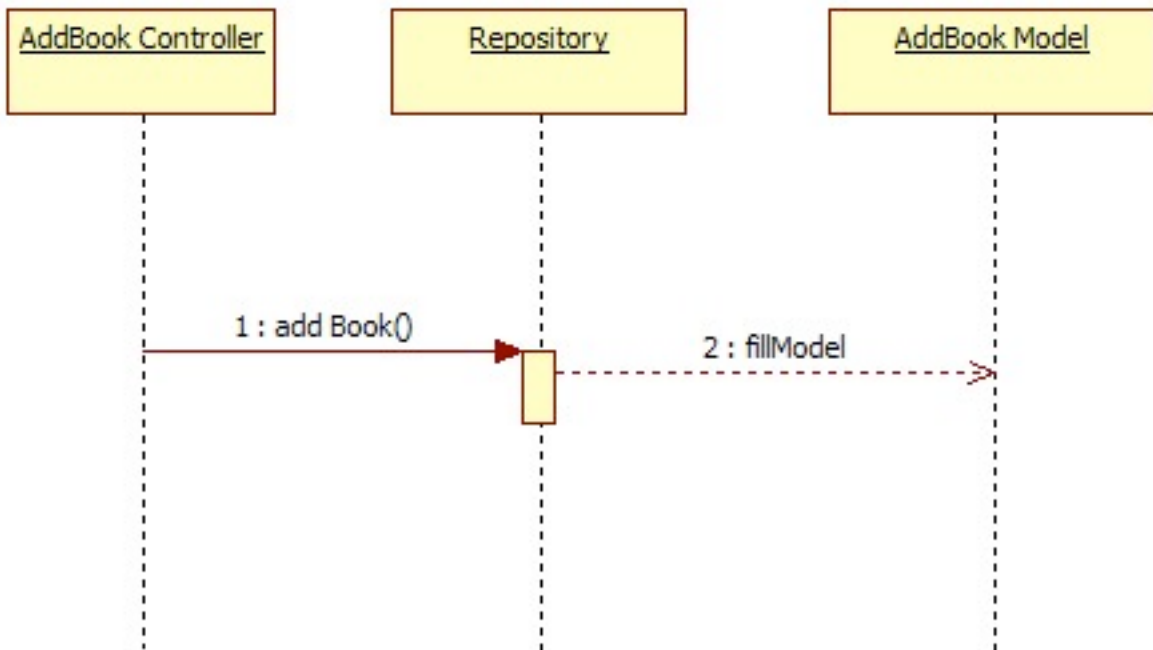 AddBook Controller
Repository
AddBook Model
1 : add Book()
2 : fillModel